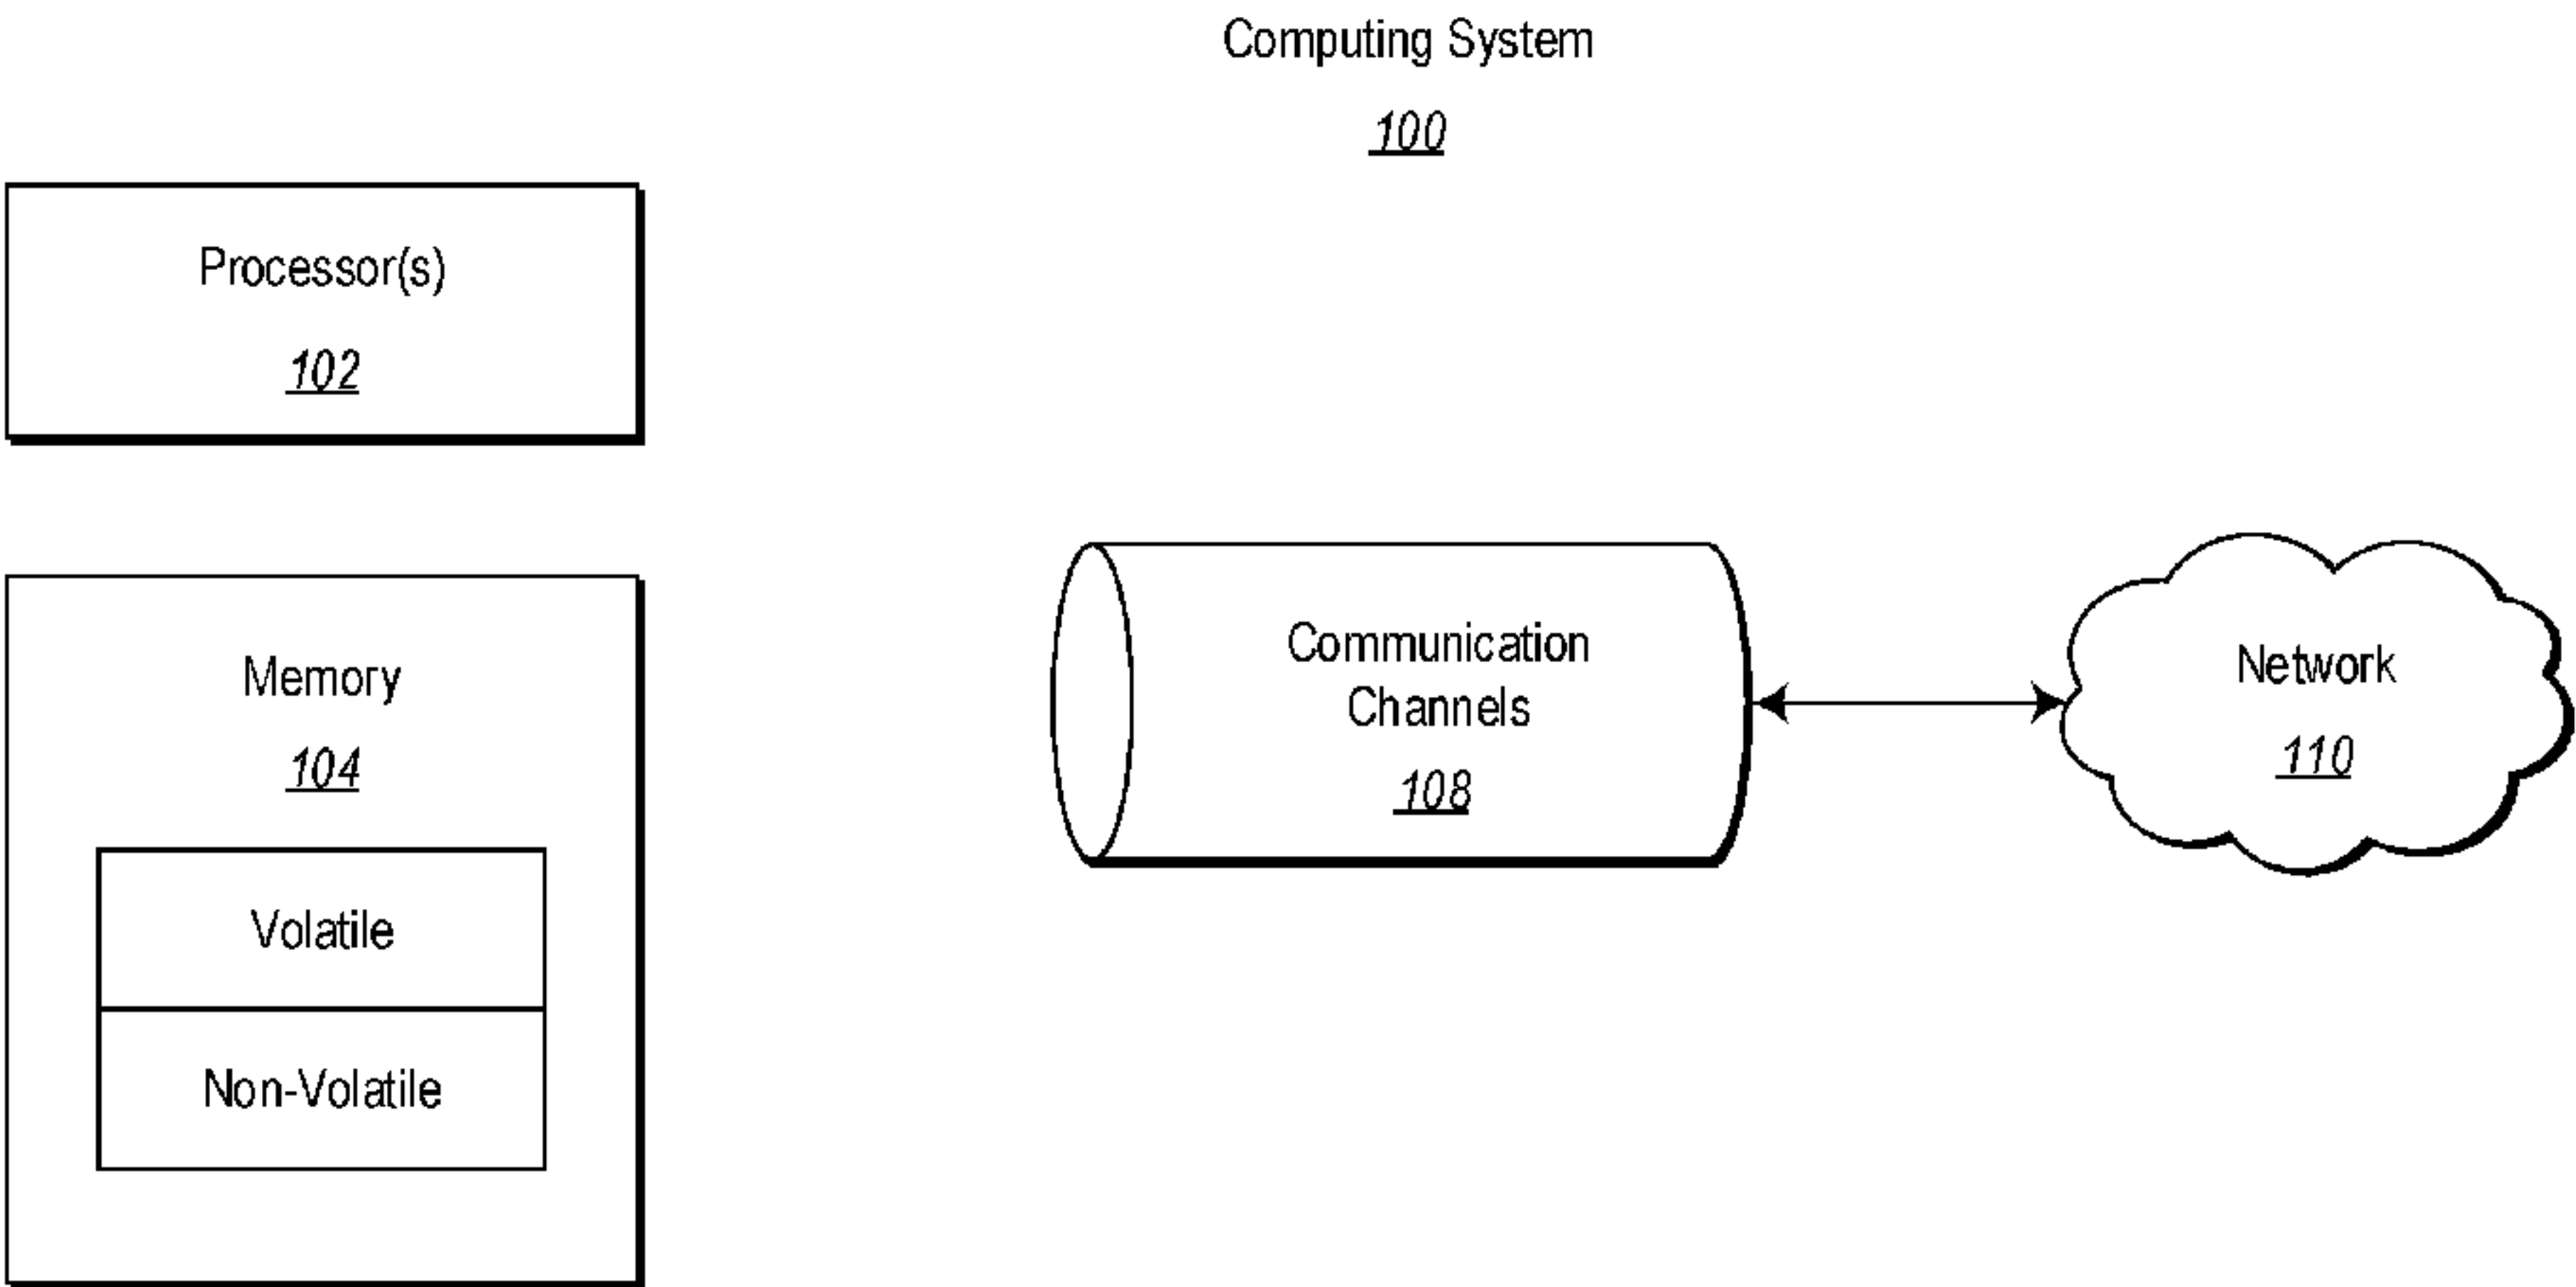 Computing System
100
Processor(s)
102
Memory
104
Volatile
Non-Volatile
Communication
Channels
108
Network
110